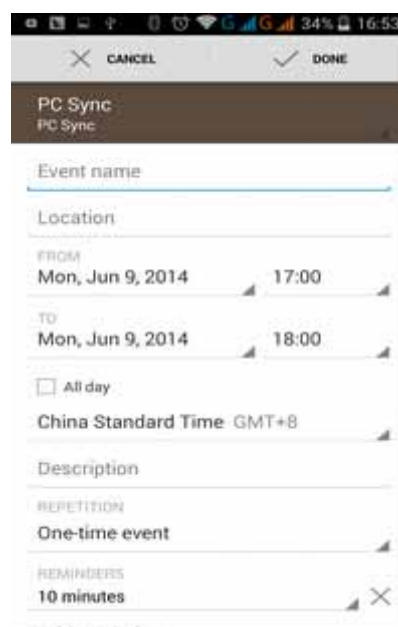 G G 34% 16:53
CANCEL DONE
PC Sync
PC Sync
Event name
Location
FROM
Mon, Jun 9, 2014 17:00
TO
Mon, Jun 9, 2014 18:00
All day
China Standard Time GMT+8
Description
REPETITION
One-time event
REMINDERS
10 minutes